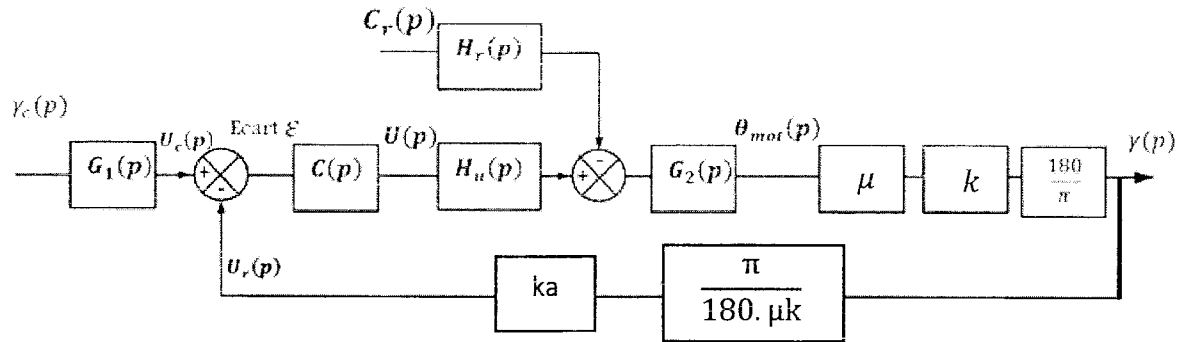 C_r(p)
H_r(p)
γ_c(p)
U_c(p)
Ecart ε
U(p)
θ_mot(p)
γ(p)
G_1(p)
+
-
C(p)
H_u(p)
-
+
G_2(p)
μ
k
180
π
U_r(p)
ka
π
180. μk